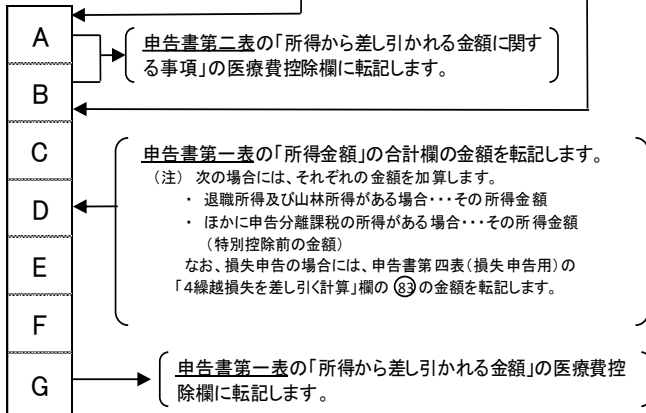 A
申告書第二表の「所得から差し引かれる金額に関す
る事項」の医療費控除欄に転記します。
B
C
申告書第一表の「所得金額」の合計欄の金額を転記します。
(注) 次の場合には、それぞれの金額を加算します。
・ 退職所得及び山林所得がある場合・・・その所得金額
D
・ ほかに申告分離課税の所得がある場合・・・その所得金額
(特別控除前の金額)
なお、損失申告の場合には、申告書第四表(損失申告用)の
E
「4繰越損失を差し引く計算」欄の ㊸の金額を転記します。
F
申告書第一表の「所得から差し引かれる金額」の医療費控
G
除欄に転記します。